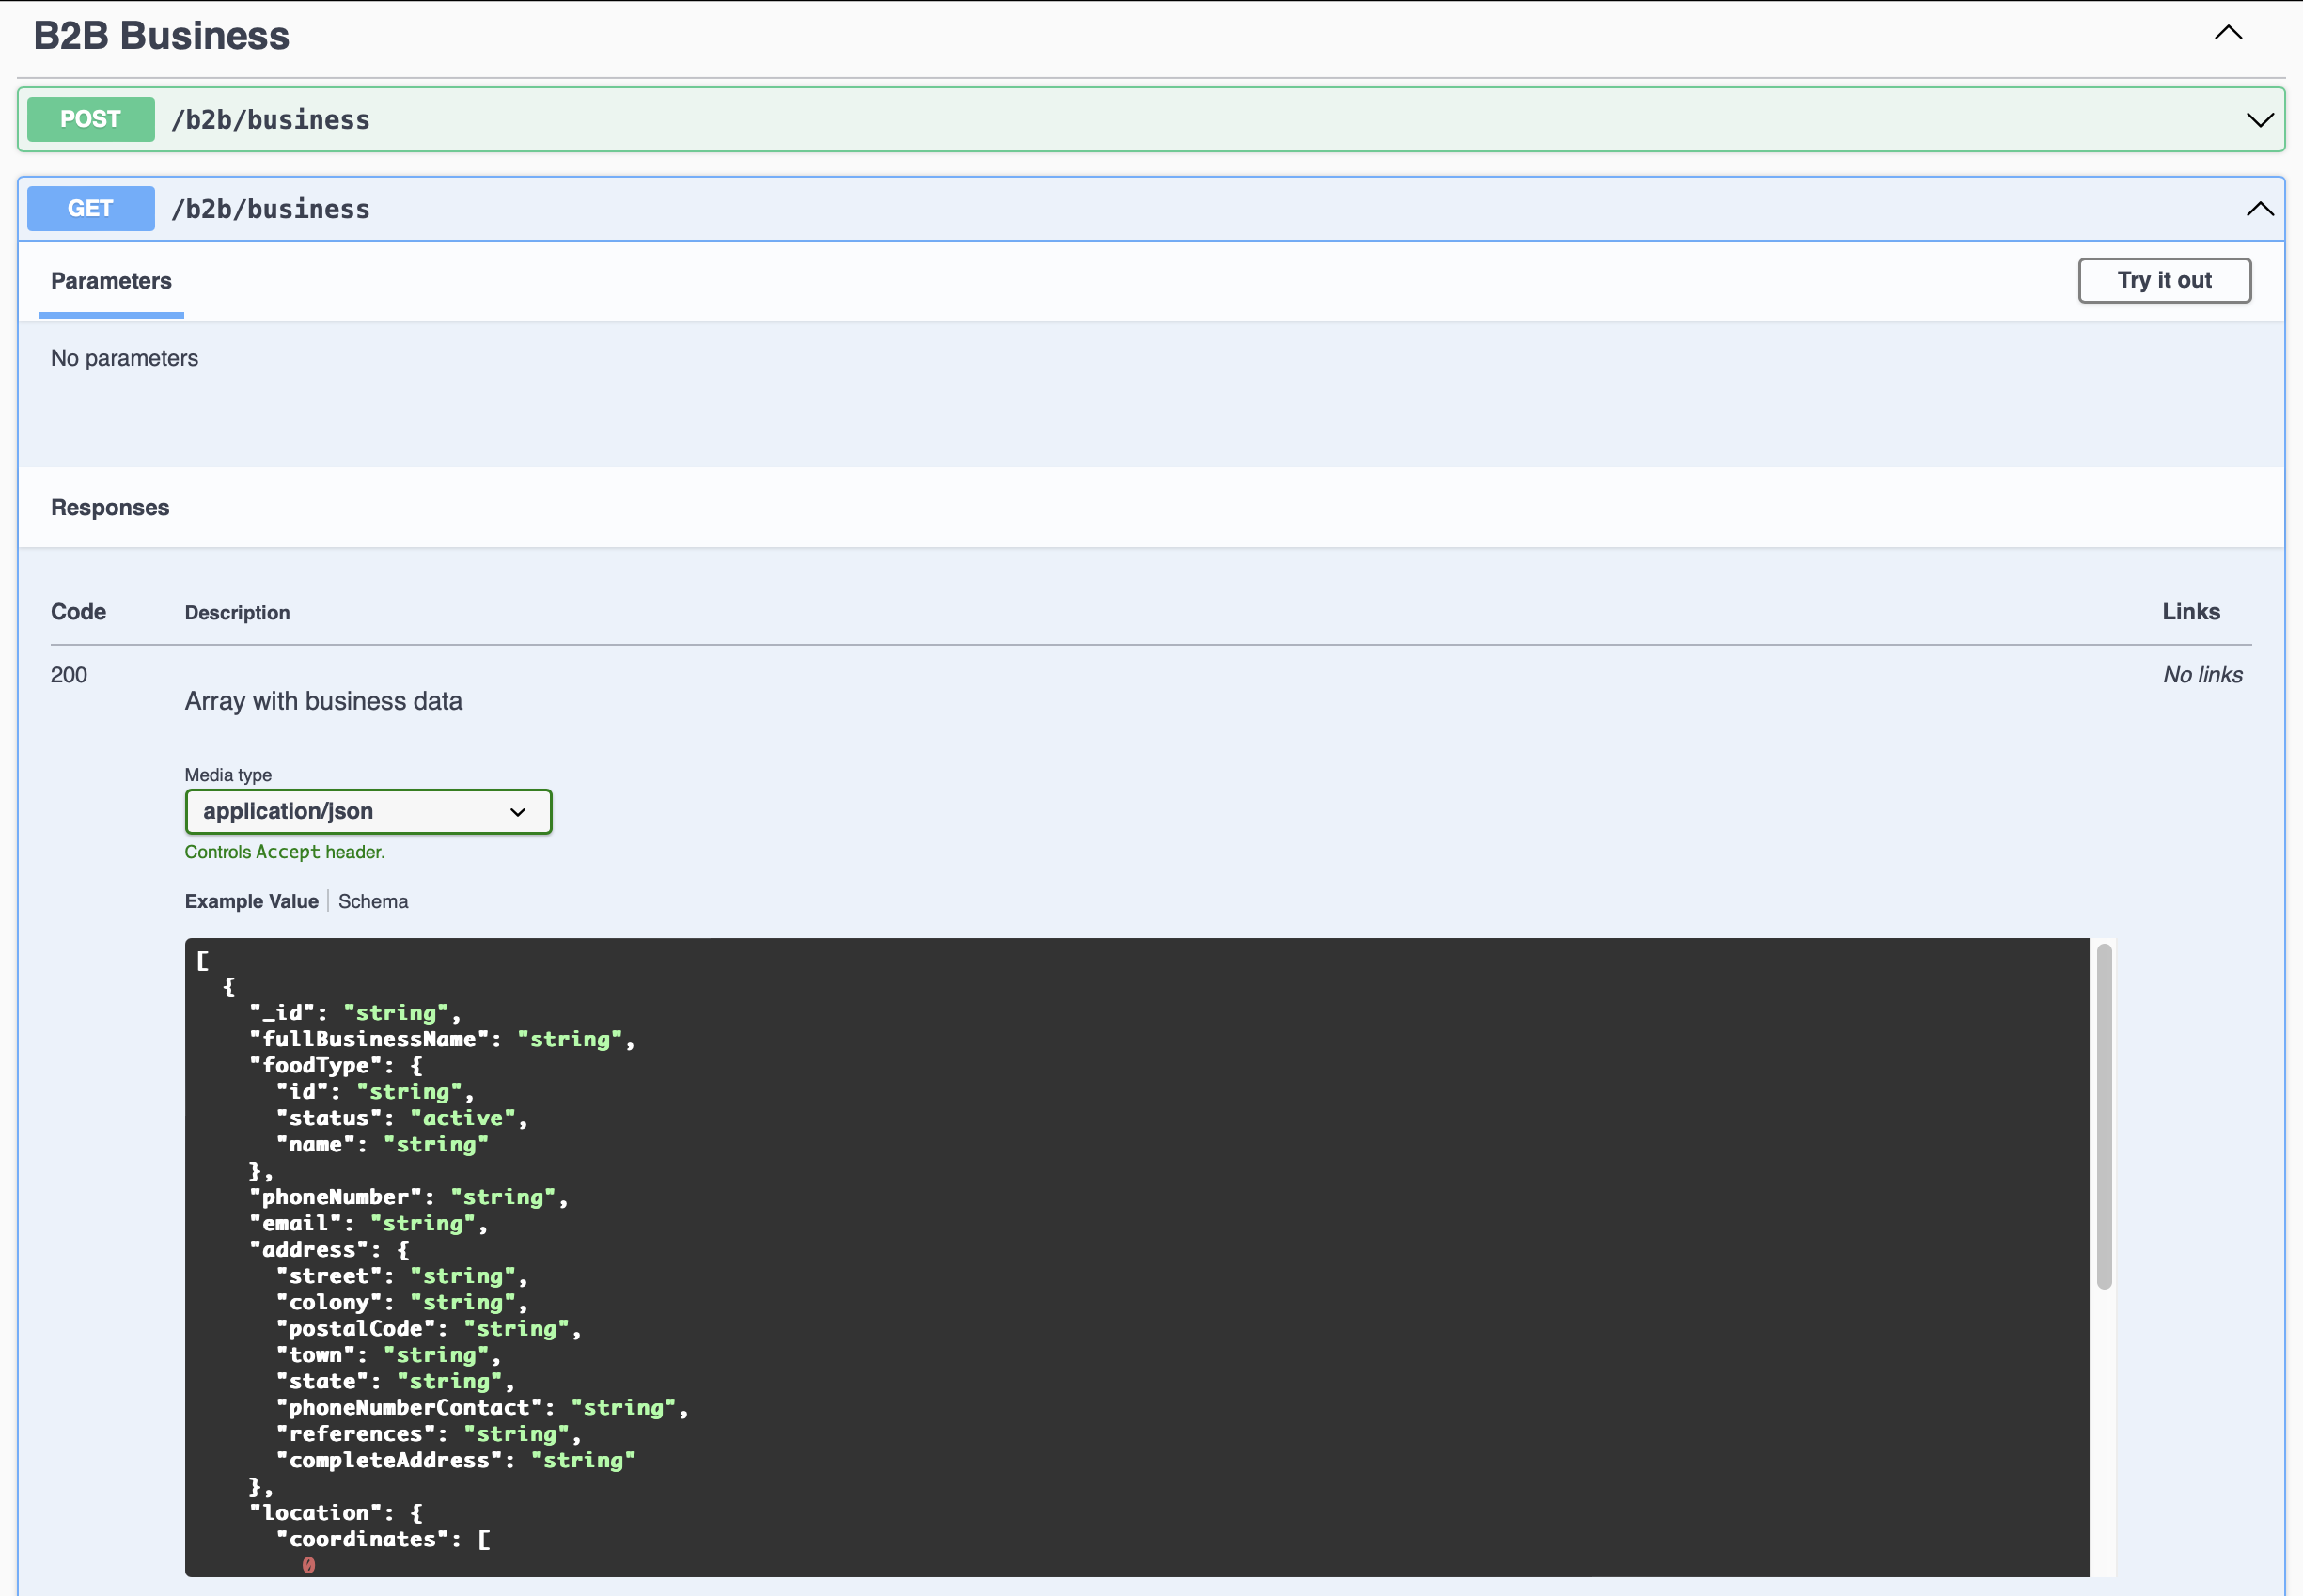 B2B Business
POST /b2b/business
GET /b2b/business
Parameters
Try it out
No parameters
Responses
Code Description Links
200 No links
Array with business data
Media type
application/json
Controls Accept header.
Example Value Schema
[
  {
    "_id": "string",
    "fullBusinessName": "string",
    "foodType": {
      "id": "string",
      "status": "active",
      "name": "string"
    },
    "phoneNumber": "string",
    "email": "string",
    "address": {
      "street": "string",
      "colony": "string",
      "postalCode": "string",
      "town": "string",
      "state": "string",
      "phoneNumberContact": "string",
      "references": "string",
      "completeAddress": "string"
    },
    "location": {
      "coordinates": [
        0